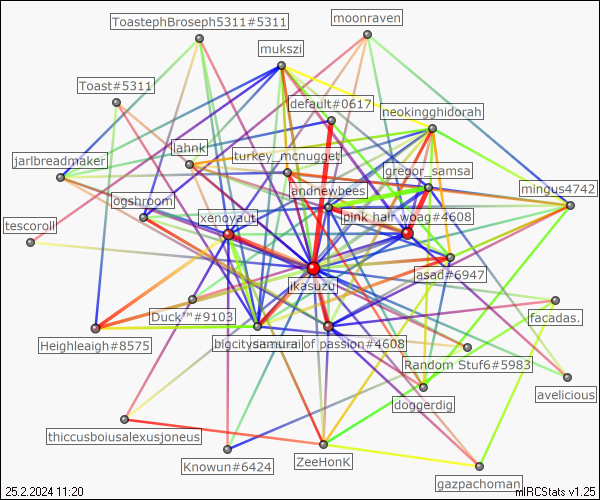 ToastephBroseph5311#5311
moonraven
mukszi
Toast#5311
default#0617
neokingghidorah
lahnk
turkey_mcnugget
jarlbreadmaker
gregor_samsa
andnewbees
mingus4742
ogshroom
xenoyaut
pink hair woag#4608
tescoroll
asad#6947
ikasuzu
Duck™#9103
facadas.
Heighleaigh#8575
bigcitysamurai of passion#4608
Random Stuf6#5983
avelicious
doggerdig
thiccusboiusalexusjoneus
Knowun#6424
ZeeHonK
gazpachoman
25.2.2024 11:20
mIRCStats v1.25